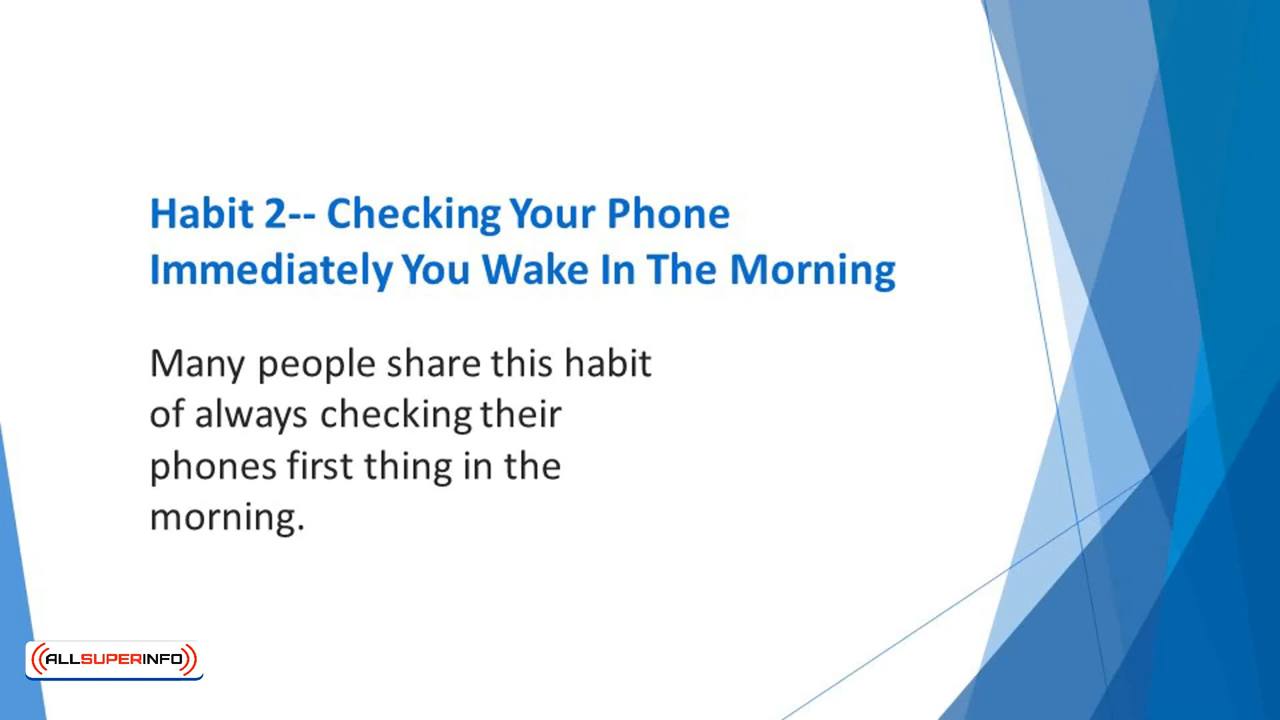 Habit 2-- Checking Your Phone
Immediately You Wake In The Morning
Many people share this habit
of always checking their
phones first thing in the
morning.
ALLSUPERINFO